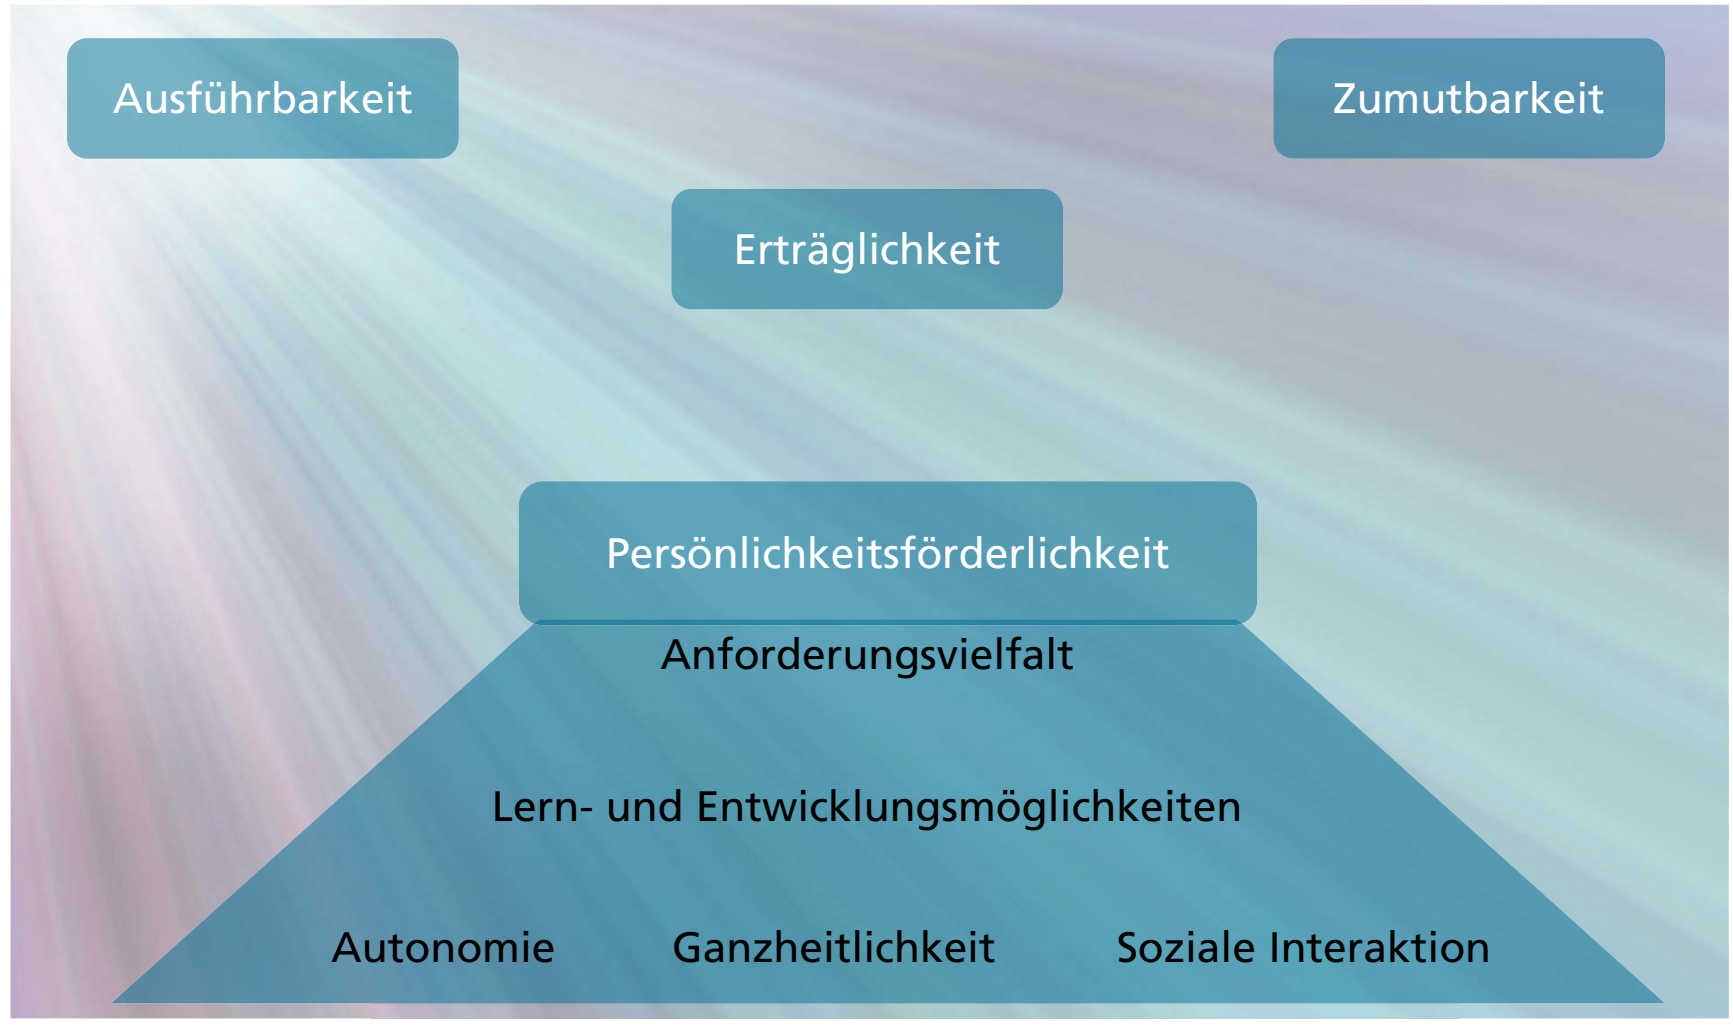 Ausführbarkeit
Zumutbarkeit
Erträglichkeit
Persönlichkeitsförderlichkeit
Anforderungsvielfalt
Lern- und Entwicklungsmöglichkeiten
Autonomie
Ganzheitlichkeit
Soziale Interaktion